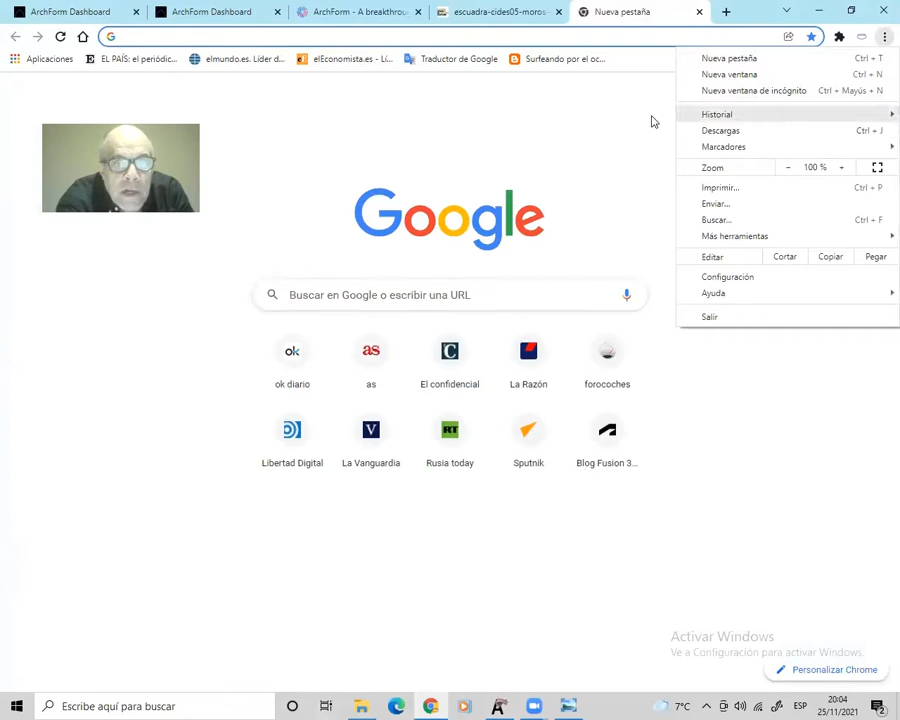 ArchForm Dashboard
ArchForm Dashboard
ArchForm - A breakthrou
escuadra-cides05-moros
Nueva pestaña
Aplicaciones
EL PAÍS: el periódic...
elmundo.es. Líder d...
elEconomista.es - Lí...
Traductor de Google
Surfeando por el oc...
Nueva pestaña Ctrl + T
Nueva ventana Ctrl + N
Nueva ventana de incógnito Ctrl + Mayús + N
Historial
Descargas Ctrl + J
Marcadores
Zoom − 100 % +
Imprimir... Ctrl + P
Enviar...
Buscar... Ctrl + F
Más herramientas
Editar Cortar Copiar Pegar
Configuración
Ayuda
Salir
Google
Buscar en Google o escribir una URL
ok
as
C
ok diario
as
El confidencial
La Razón
forocoches
V
RT
Libertad Digital
La Vanguardia
Rusia today
Sputnik
Blog Fusion 3...
Activar Windows
Ve a Configuración para activar Windows.
Personalizar Chrome
Escribe aquí para buscar
7°C
ESP
20:04
25/11/2021
2